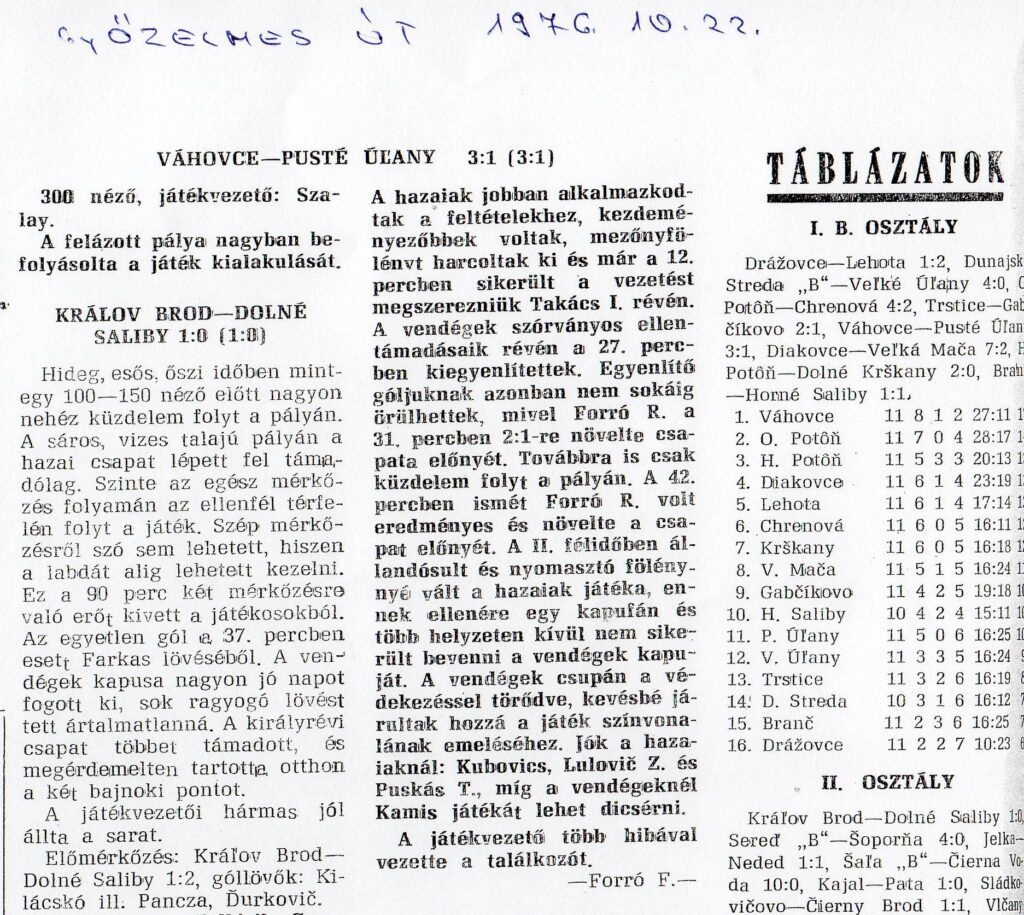 GYŐZELMES ÚT 1976. 10. 22.
VÁHOVCE—PUSTÉ ÚĽANY 3:1 (3:1)
300 néző, játékvezető: Sza-
lay.
A felázott pálya nagyban be-
folyásolta a játék kialakulását.
KRÁĽOV BROD—DOLNÉ
SALIBY 1:0 (1:0)
Hideg, esős, őszi időben mint-
egy 100—150 néző előtt nagyon
nehéz küzdelem folyt a pályán.
A sáros, vizes talajú pályán a
hazai csapat lépett fel táma-
dólag. Szinte az egész mérkő-
zés folyamán az ellenfél térfe-
lén folyt a játék. Szép mérkő-
zésről szó sem lehetett, hiszen
a labdát alig lehetett kezelni.
Ez a 90 perc két mérkőzésre
való erőt kivett a játékosokból.
Az egyetlen gól a 37. percben
esett Farkas lövéséből. A ven-
dégek kapusa nagyon jó napot
fogott ki, sok ragyogó lövést
tett ártalmatlanná. A királyrévi
csapat többet támadott, és
megérdemelten tartotta otthon
a két bajnoki pontot.
A játékvezetői hármas jól
állta a sarat.
Előmérkőzés: Kráľov Brod—
Dolné Saliby 1:2, góllövők: Ki-
lácskó ill. Pancza, Ďurkovič.
A hazaiak jobban alkalmazkod-
tak a feltételekhez, kezdemé-
nyezőbbek voltak, mezőnyfö-
lényt harcoltak ki és már a 12.
percben sikerült a vezetést
megszerezniük Takács I. révén.
A vendégek szórványos ellen-
támadásaik révén a 27. perc-
ben kiegyenlítettek. Egyenlítő
góljuknak azonban nem sokáig
örülhettek, mivel Forró R. a
31. percben 2:1-re növelte csa-
pata előnyét. Továbbra is csak
küzdelem folyt a pályán. A 42.
percben ismét Forró R. volt
eredményes és növelte a csa-
pat előnyét. A II. félidőben ál-
landósult és nyomasztó fölény-
nyé vált a hazaiak játéka, en-
nek ellenére egy kapufán és
több helyzeten kívül nem sike-
rült bevenni a vendégek kapu-
ját. A vendégek csupán a vé-
dekezéssel törődve, kevésbé já-
rultak hozzá a játék színvona-
lának emeléséhez. Jók a haza-
iaknál: Kubovics, Lulovič Z. és
Puskás T., míg a vendégeknél
Kamis játékát lehet dicsérni.
A játékvezető több hibával
vezette a találkozót.
—Forró F.—
TÁBLÁZATOK
I. B. OSZTÁLY
Drážovce—Lehota 1:2, Dunajsk
Streda „B"—Veľké Úľany 4:0,
Potôň—Chrenová 4:2, Trstice—Gab
číkovo 2:1, Váhovce—Pusté Úľan
3:1, Diakovce—Veľká Mača 7:2, H
Potôň—Dolné Krškany 2:0, Bran
—Horné Saliby 1:1.
1. Váhovce 11 8 1 2 27:11
2. O. Potôň 11 7 0 4 28:17
3. H. Potôň 11 5 3 3 20:13
4. Diakovce 11 6 1 4 23:19
5. Lehota 11 6 1 4 17:14
6. Chrenová 11 6 0 5 16:11
7. Krškany 11 6 0 5 16:18
8. V. Mača 11 5 1 5 16:24
9. Gabčíkovo 11 4 2 5 19:18
10. H. Saliby 10 4 2 4 15:11
11. P. Úľany 11 5 0 6 16:25
12. V. Úľany 11 3 3 5 16:24
13. Trstice 11 3 2 6 16:19
14. D. Streda 10 3 1 6 16:12
15. Branč 11 2 3 6 16:25
16. Drážovce 11 2 2 7 10:23
II. OSZTÁLY
Kráľov Brod—Dolné Saliby 1:0,
Sereď „B"—Šoporňa 4:0, Jelka—
Neded 1:1, Šaľa „B"—Čierna Vo-
da 10:0, Kajal—Pata 1:0, Sládko-
vičovo—Čierny Brod 1:1, Vlčany